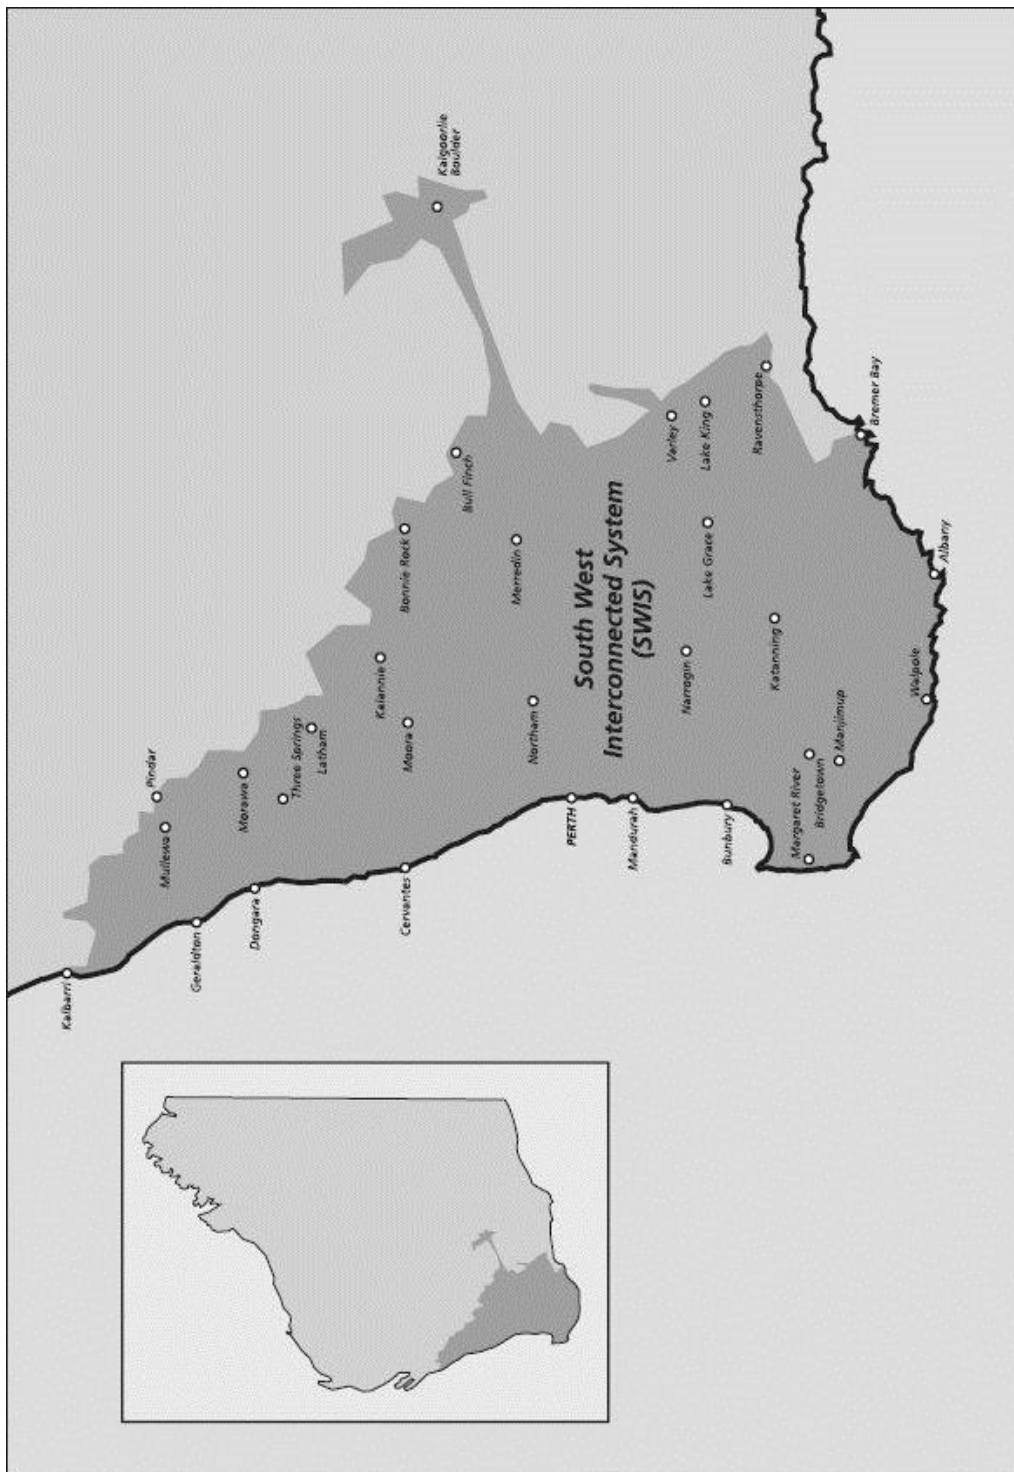 Kalbarri
Pindar
Mullewa
Geraldton
Morawa
Dongara
Three Springs
Latham
Kalannie
Cervantes
Moora
Bonnie Rock
Kalgoorlie
Boulder
Bull Finch
Merredin
Northam
PERTH
South West
Interconnected System
(SWIS)
Mandurah
Varley
Narrogin
Lake King
Lake Grace
Bunbury
Ravensthorpe
Katanning
Margaret River
Bridgetown
Manjimup
Bremer Bay
Walpole
Albany